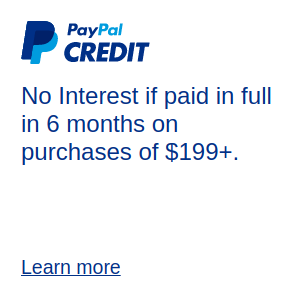 PayPal
CREDIT
No Interest if paid in full
in 6 months on
purchases of $199+.
Learn more